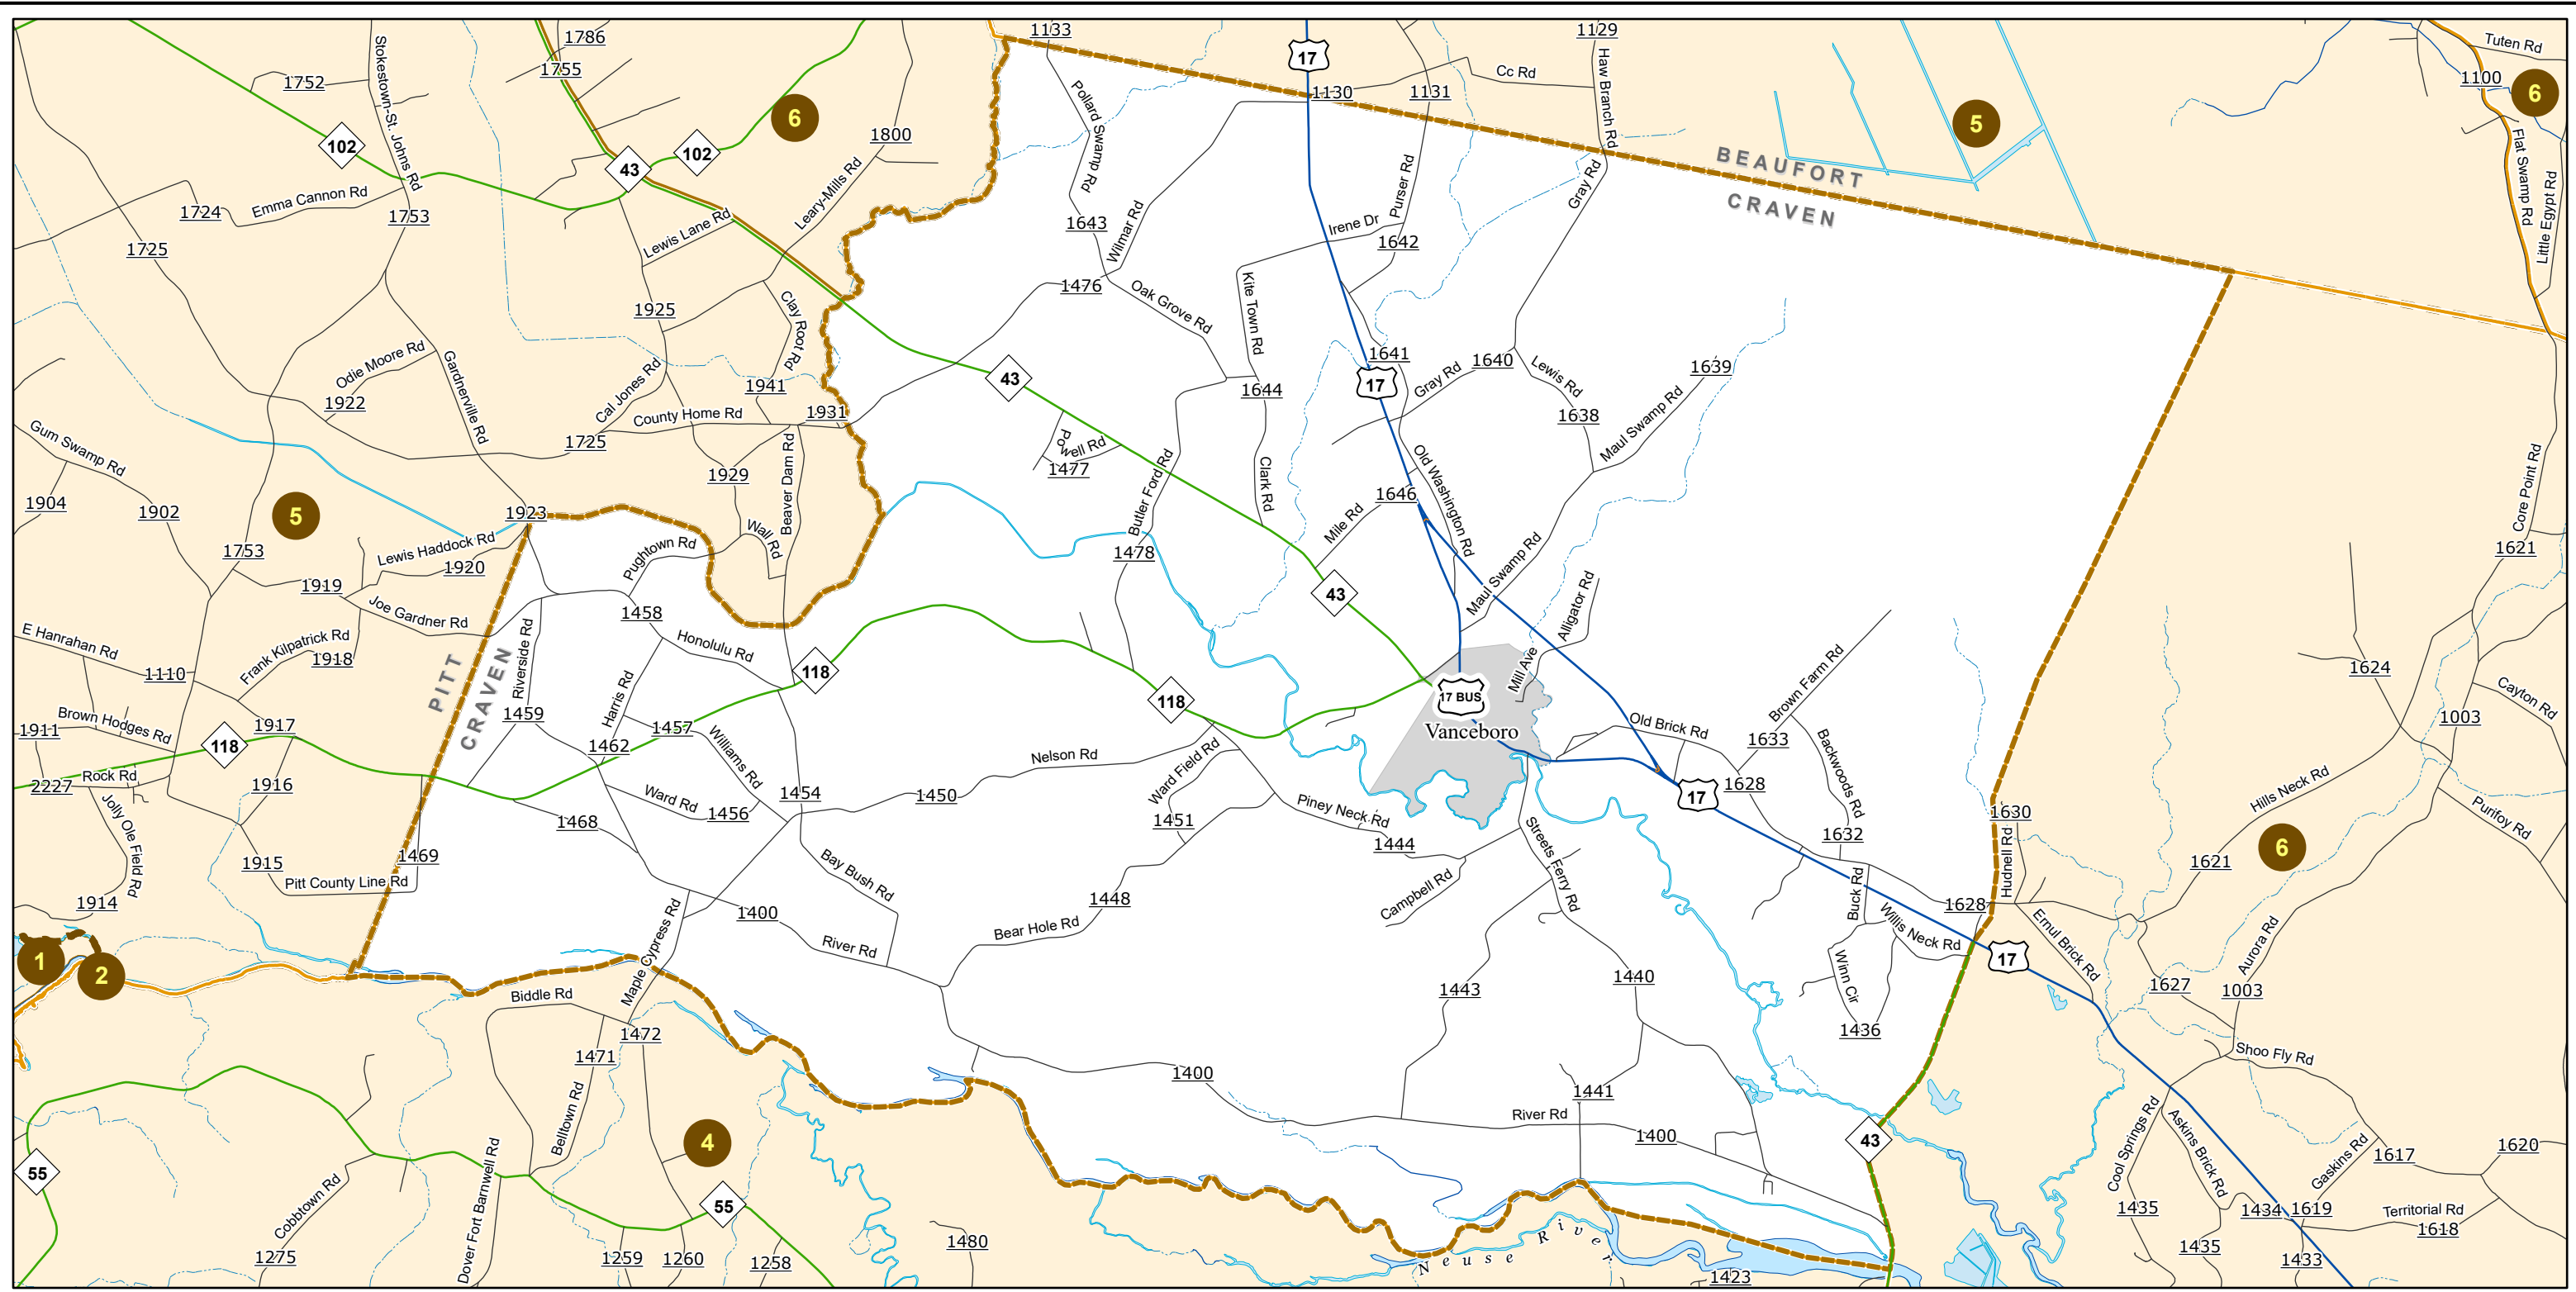 1133
1129
17
Tuten Rd
1786
1755
Stokestown-St. Johns Rd
Haw Branch Rd
Cc Rd
1752
1100
6
1130
1131
Pollard Swamp Rd
6
5
1800
102
102
43
BEAUFORT
CRAVEN
Flat Swamp Rd
Little Egypt Rd
Emma Cannon Rd
1724
1753
Leary-Mills Rd
Lewis Lane Rd
Purser Rd
Gray Rd
1643
Wilmar Rd
Irene Dr
1642
1725
1476
Oak Grove Rd
Kite Town Rd
1925
Clay Root Rd
Odie Moore Rd
Gardnerville Rd
1641
17
Gray Rd
1640
Lewis Rd
1639
43
1644
1922
Cal Jones Rd
1941
County Home Rd
1931
1638
Maul Swamp Rd
1725
Gum Swamp Rd
Powell Rd
1477
Butler Ford Rd
Clark Rd
Old Washington Rd
Core Point Rd
1929
Beaver Dam Rd
1904
1902
5
1923
1646
Mile Rd
Wall Rd
Lewis Haddock Rd
1920
1753
Pughtown Rd
1478
1621
1919
Joe Gardner Rd
43
Maul Swamp Rd
Alligator Rd
1458
E Hanrahan Rd
Frank Kilpatrick Rd
1918
1110
Honolulu Rd
Riverside Rd
PITT
CRAVEN
118
118
Harris Rd
Mill Ave
17 BUS
Vanceboro
1624
Brown Farm Rd
Cayton Rd
1003
1911
Brown Hodges Rd
1917
118
1459
1457
1462
Williams Rd
Nelson Rd
Old Brick Rd
1633
Backwoods Rd
Rock Rd
2227
1916
Jolly Ole Field Rd
Ward Rd
1456
1454
1450
Ward Field Rd
17
1628
Hills Neck Rd
1468
1451
Piney Neck Rd
1444
Streets Ferry Rd
1632
1630
Hudnell Rd
Purifoy Rd
6
1621
1915
Pitt County Line Rd
1469
Bay Bush Rd
Campbell Rd
1914
1448
Bear Hole Rd
1400
River Rd
Maple Cypress Rd
Buck Rd
Willis Neck Rd
1628
17
Ernul Brick Rd
Aurora Rd
1
2
Biddle Rd
1443
1440
Winn Cir
1436
1627
1003
1472
1471
Belltown Rd
1400
1441
River Rd
1400
43
Shoo Fly Rd
Cool Springs Rd
Askins Brick Rd
Gaskins Rd
1617
1620
4
55
Cobbtown Rd
1275
Dover Fort Barnwell Rd
1259
1260
55
1258
1480
Neuse River
1423
1435
1435
1434
1619
Territorial Rd
1618
1433